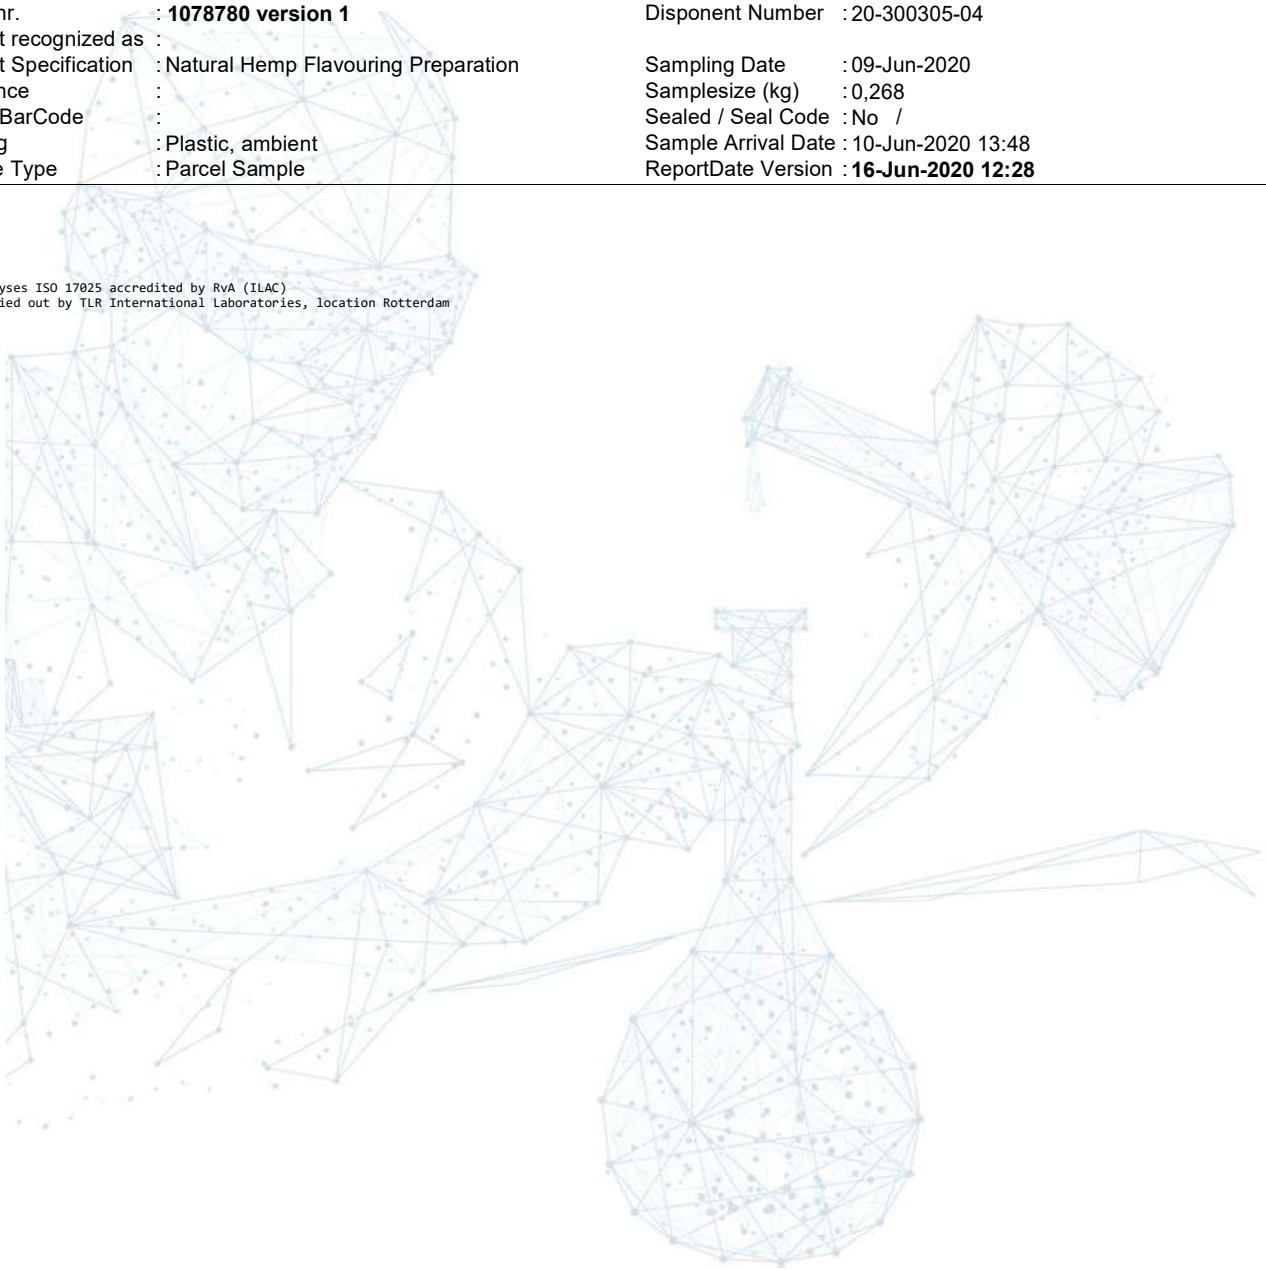 nr. : 1078780 version 1 Disponent Number : 20-300305-04
t recognized as :
t Specification : Natural Hemp Flavouring Preparation Sampling Date : 09-Jun-2020
nce : Samplesize (kg) : 0,268
BarCode : Sealed / Seal Code : No /
g : Plastic, ambient Sample Arrival Date : 10-Jun-2020 13:48
e Type : Parcel Sample ReportDate Version : 16-Jun-2020 12:28
yses ISO 17025 accredited by RvA (ILAC)
ied out by TLR International Laboratories, location Rotterdam